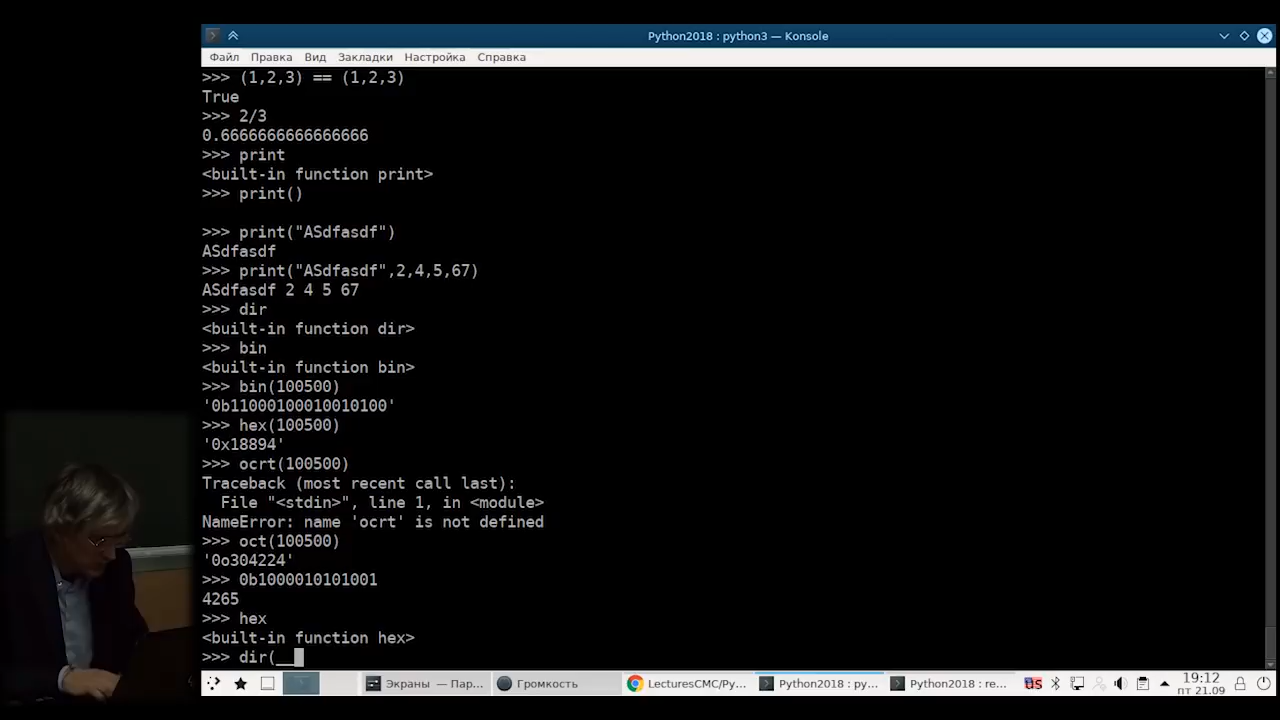 Python2018 : python3 — Konsole
Файл Правка Вид Закладки Настройка Справка
>>> (1,2,3) == (1,2,3)
True
>>> 2/3
0.6666666666666666
>>> print
<built-in function print>
>>> print()
>>> print("ASdfasdf")
ASdfasdf
>>> print("ASdfasdf",2,4,5,67)
ASdfasdf 2 4 5 67
>>> dir
<built-in function dir>
>>> bin
<built-in function bin>
>>> bin(100500)
'0b11000100010010100'
>>> hex(100500)
'0x18894'
>>> ocrt(100500)
Traceback (most recent call last):
  File "<stdin>", line 1, in <module>
NameError: name 'ocrt' is not defined
>>> oct(100500)
'0o304224'
>>> 0b1000010101001
4265
>>> hex
<built-in function hex>
>>> dir(__
Экраны — Пар... Громкость LecturesCMC/Py... Python2018 : py... Python2018 : re... us 19:12
пт 21.09